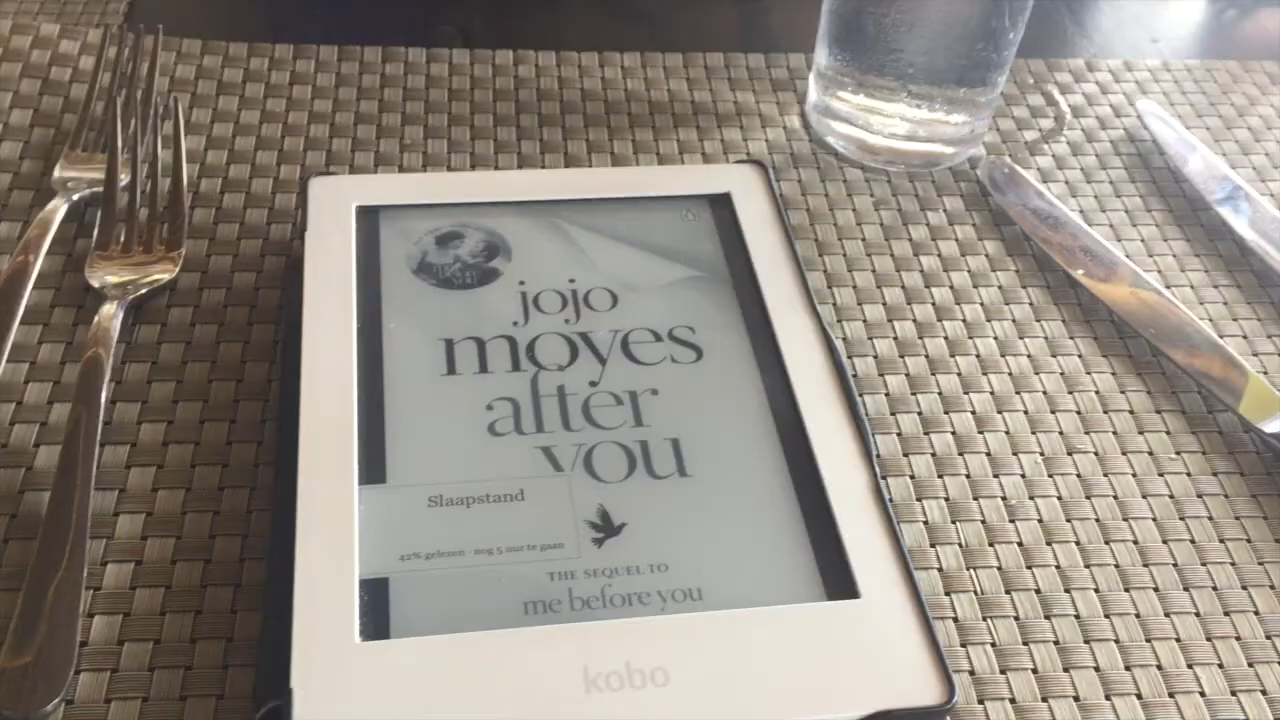 jojo
moyes
after
you
Slaapstand
42% gelezen · nog 5 uur te gaan
THE SEQUEL TO
me before you
kobo